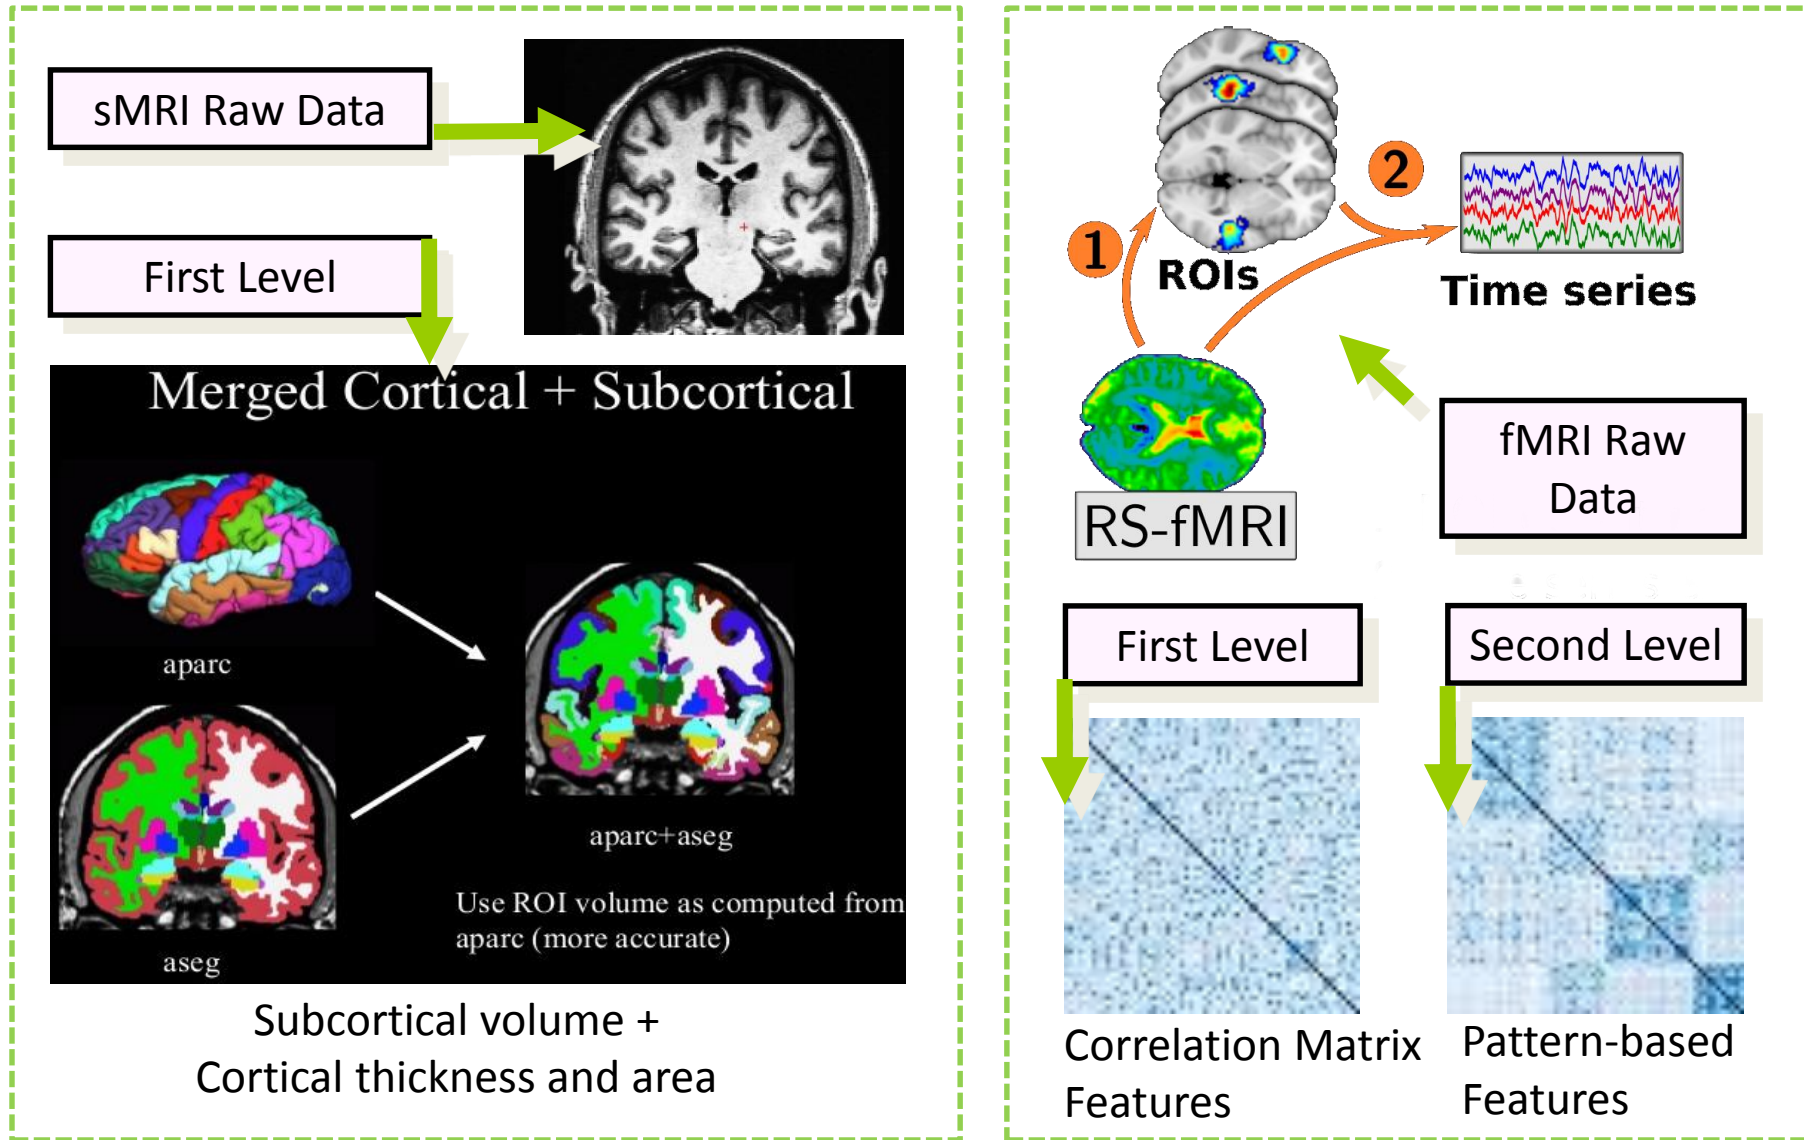 sMRI Raw Data
First Level
Merged Cortical + Subcortical
aparc
aseg
aparc+aseg
Use ROI volume as computed from
aparc (more accurate)
Subcortical volume +
Cortical thickness and area
1
2
ROIs
Time series
RS-fMRI
fMRI Raw
Data
First Level
Second Level
Correlation Matrix
Features
Pattern-based
Features